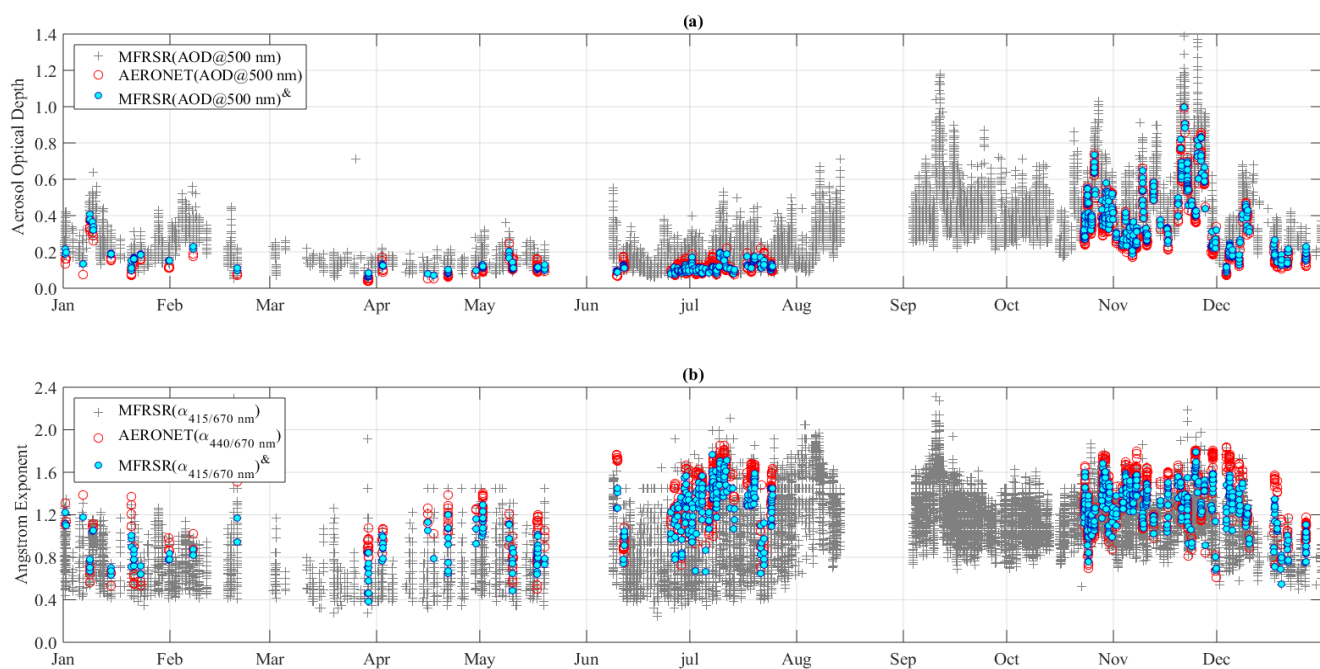 (a)
1.4
1.2
1.0
0.8
0.6
0.4
0.2
0.0
Aerosol Optical Depth
MFRSR(AOD@500 nm)
AERONET(AOD@500 nm)
MFRSR(AOD@500 nm)&
Jan Feb Mar Apr May Jun jul Aug Sep Oct Nov Dec
(b)
2.4
2.0
1.6
1.2
0.8
0.4
0.0
Angstrom Exponent
MFRSR(α415/670 nm)
AERONET(α440/670 nm)
MFRSR(α415/670 nm)&
Jan Feb Mar Apr May Jun jul Aug Sep Oct Nov Dec